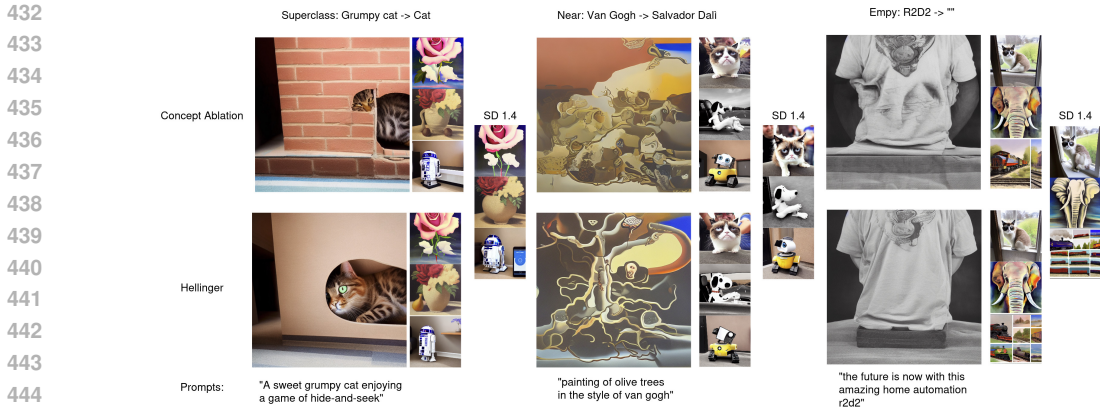 432
433
434
435
436
437
438
439
440
441
442
443
444
Superclass: Grumpy cat -> Cat
Near: Van Gogh -> Salvador Dalì
Empy: R2D2 -> ""
Concept Ablation
SD 1.4
SD 1.4
SD 1.4
Hellinger
Prompts:
"A sweet grumpy cat enjoying
a game of hide-and-seek"
"painting of olive trees
in the style of van gogh"
"the future is now with this
amazing home automation
r2d2"